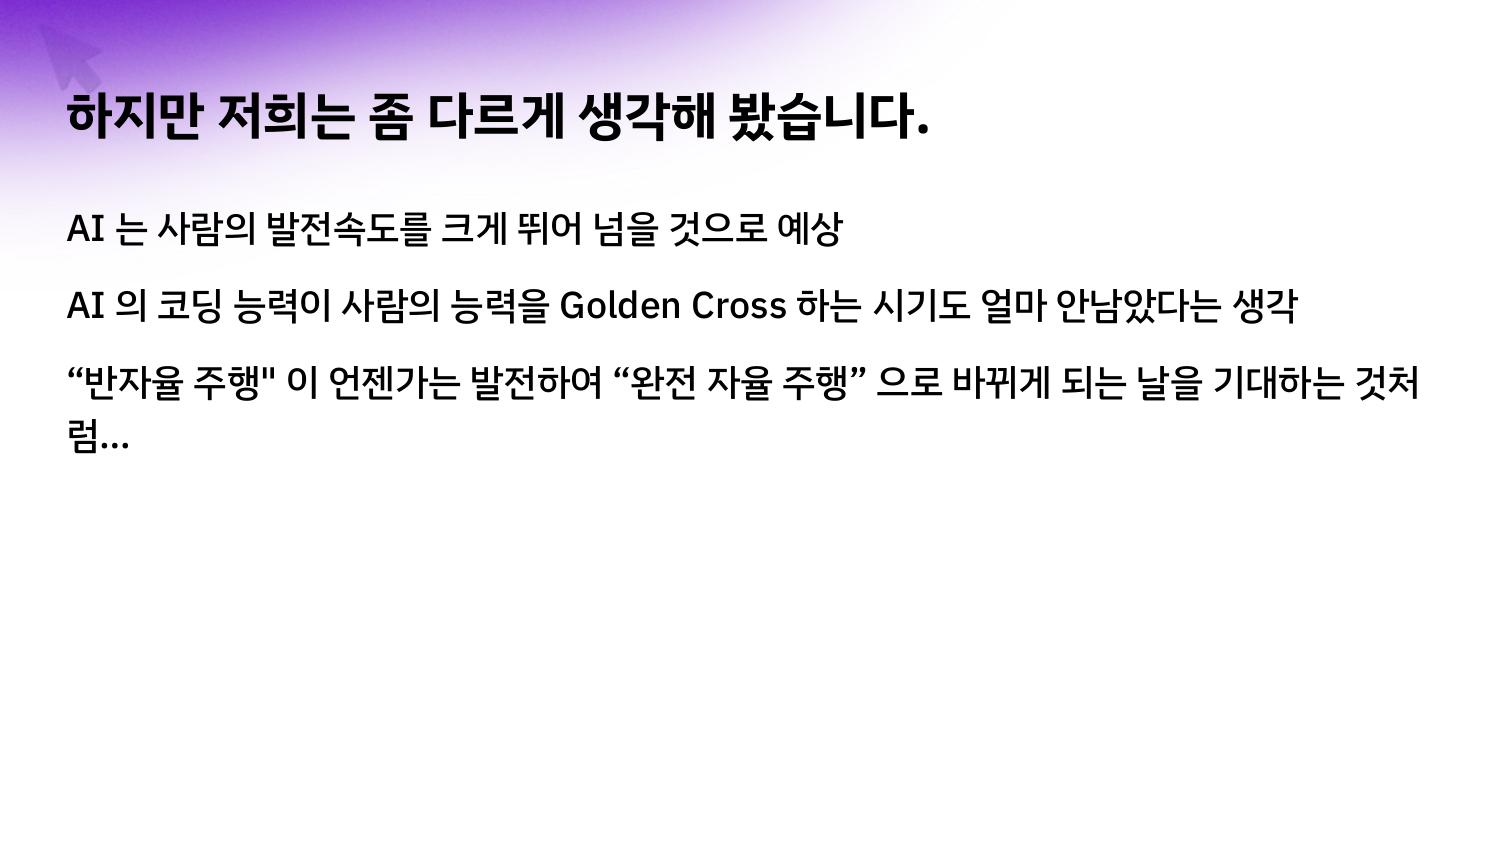 하지만 저희는 좀 다르게 생각해 봤습니다.
AI 는 사람의 발전속도를 크게 뛰어 넘을 것으로 예상
AI 의 코딩 능력이 사람의 능력을 Golden Cross 하는 시기도 얼마 안남았다는 생각
“반자율 주행" 이 언젠가는 발전하여 “완전 자율 주행” 으로 바뀌게 되는 날을 기대하는 것처
럼...